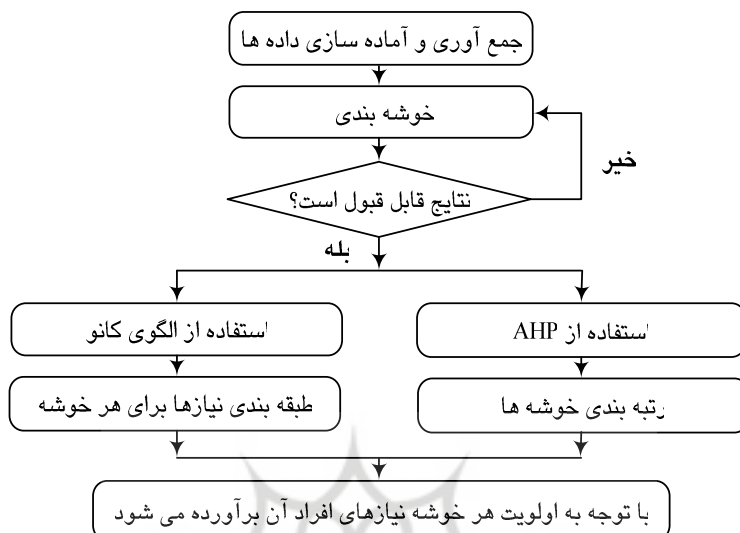 جمع آوری و آماده سازی داده ها
خوشه بندی
خیر
نتایج قابل قبول است؟
بله
استفاده از AHP
استفاده از الگوی کانو
رتبه بندی خوشه ها
طبقه بندی نیازها برای هر خوشه
با توجه به اولویت هر خوشه نیازهای افراد آن برآورده می شود